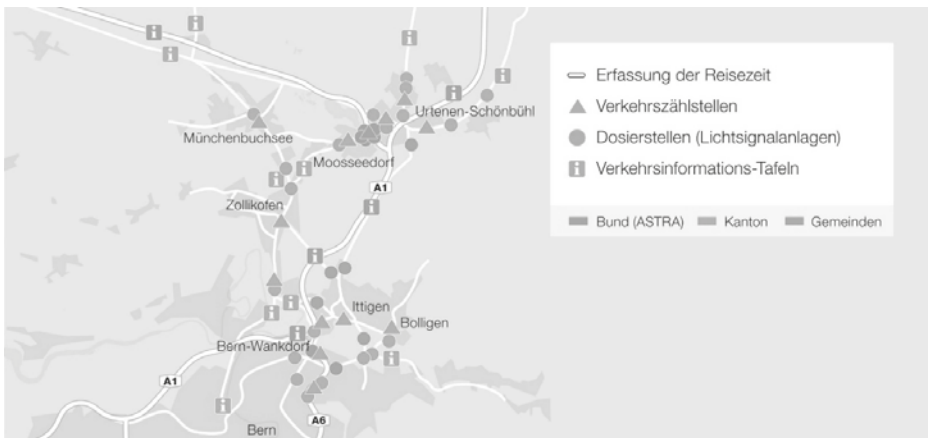 Erfassung der Reisezeit
Verkehrszählstellen
Dosierstellen (Lichtsignalanlagen)
Verkehrsinformations-Tafeln
Bund (ASTRA) Kanton Gemeinden
Urtenen-Schönbühl
Münchenbuchsee
Moosseedorf
A1
Zollikofen
Ittigen
Bolligen
Bern-Wankdorf
A1
A6
Bern